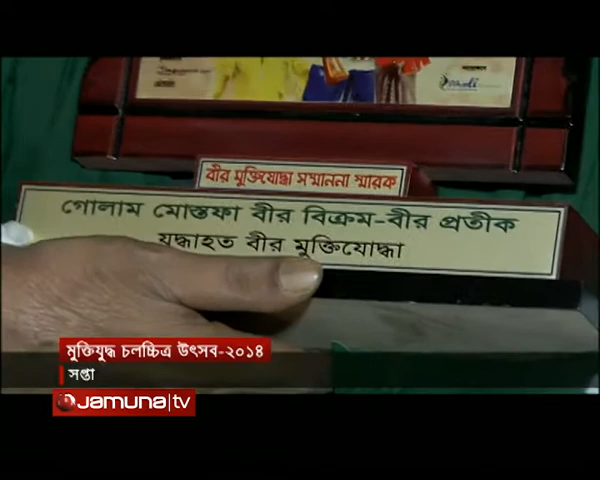 বীর মুক্তিযোদ্ধা সম্মাননা স্মারক
গোলাম মোস্তফা বীর বিক্রম-বীর প্রতীক
যদ্ধাহত বীর মুক্তিযোদ্ধা
মুক্তিযুদ্ধ চলচ্চিত্র উৎসব-২০১৪
সপ্তা
Jamuna|tv